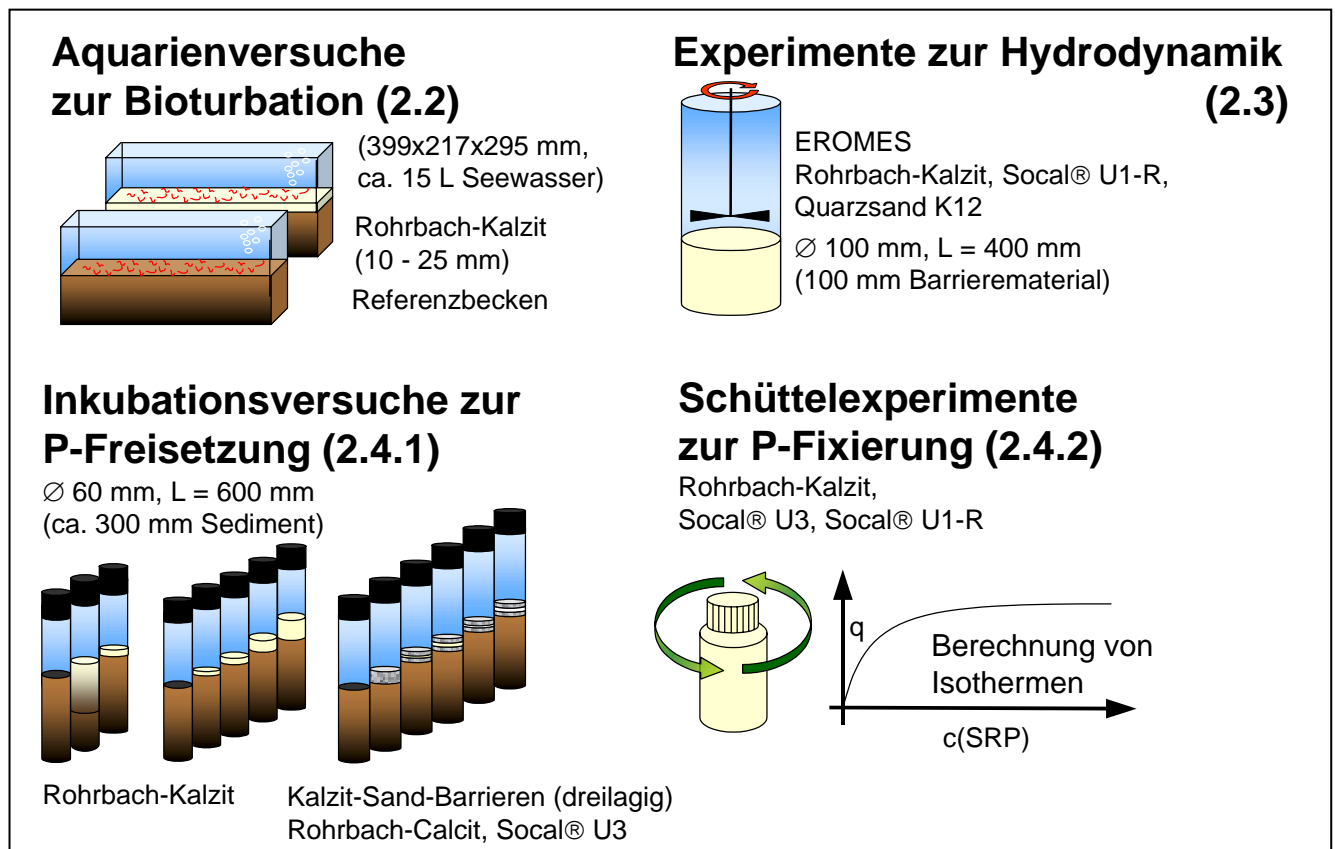 Aquarienversuche
zur Bioturbation (2.2)
(399x217x295 mm,
ca. 15 L Seewasser)
Rohrbach-Kalzit
(10 - 25 mm)
Referenzbecken
Experimente zur Hydrodynamik
(2.3)
EROMES
Rohrbach-Kalzit, Socal® U1-R,
Quarzsand K12
∅ 100 mm, L = 400 mm
(100 mm Barrierematerial)
Inkubationsversuche zur
P-Freisetzung (2.4.1)
∅ 60 mm, L = 600 mm
(ca. 300 mm Sediment)
Rohrbach-Kalzit
Kalzit-Sand-Barrieren (dreilagig)
Rohrbach-Calcit, Socal® U3
Schüttelexperimente
zur P-Fixierung (2.4.2)
Rohrbach-Kalzit,
Socal® U3, Socal® U1-R
q
Berechnung von
Isothermen
c(SRP)